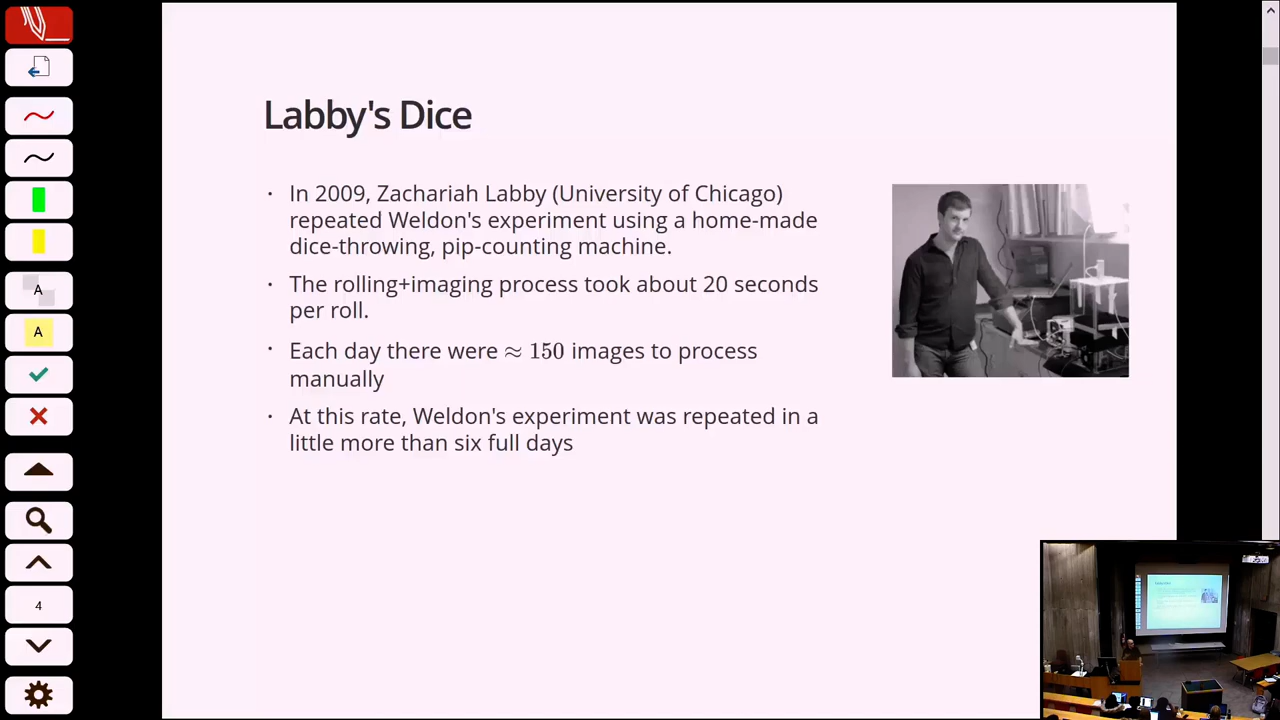 Labby's Dice
· In 2009, Zachariah Labby (University of Chicago)
repeated Weldon's experiment using a home-made
dice-throwing, pip-counting machine.
· The rolling+imaging process took about 20 seconds
per roll.
· Each day there were ≈ 150 images to process
manually
· At this rate, Weldon's experiment was repeated in a
little more than six full days
A
A
4